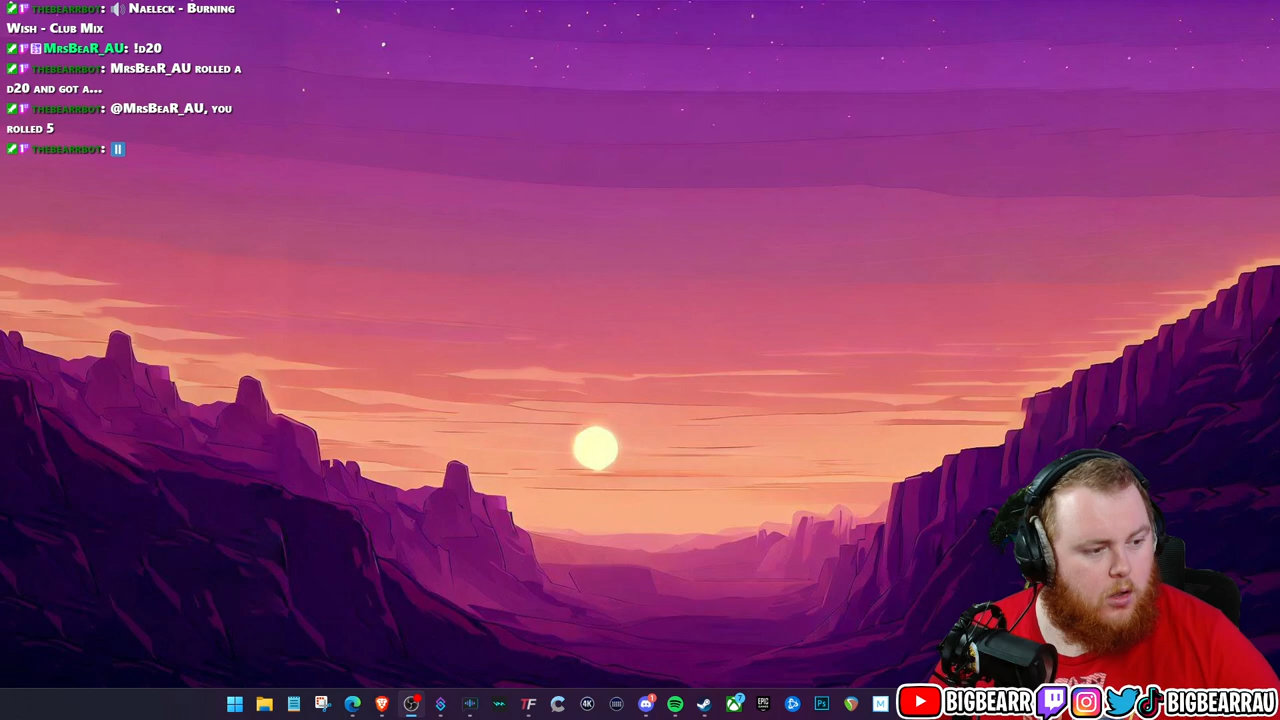 THEBEARRBOT: NAELECK - BURNING
WISH - CLUB MIX
MRSBEAR_AU: !D20
THEBEARRBOT: MRSBEAR_AU ROLLED A
D20 AND GOT A...
THEBEARRBOT: @MRSBEAR_AU, YOU
ROLLED 5
THEBEARRBOT:
BIGBEARR BIGBEARRAU